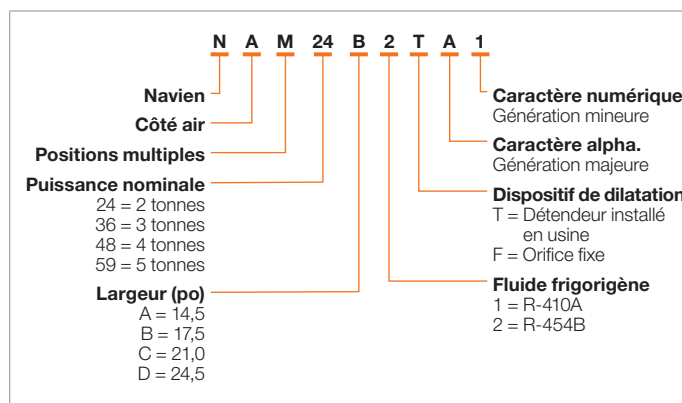 N A M 24 B 2 T A 1
Navien
Côté air
Positions multiples
Puissance nominale
24 = 2 tonnes
36 = 3 tonnes
48 = 4 tonnes
59 = 5 tonnes
Largeur (po)
A = 14,5
B = 17,5
C = 21,0
D = 24,5
Caractère numérique
Génération mineure
Caractère alpha.
Génération majeure
Dispositif de dilatation
T = Détendeur installé
en usine
F = Orifice fixe
Fluide frigorigène
1 = R-410A
2 = R-454B